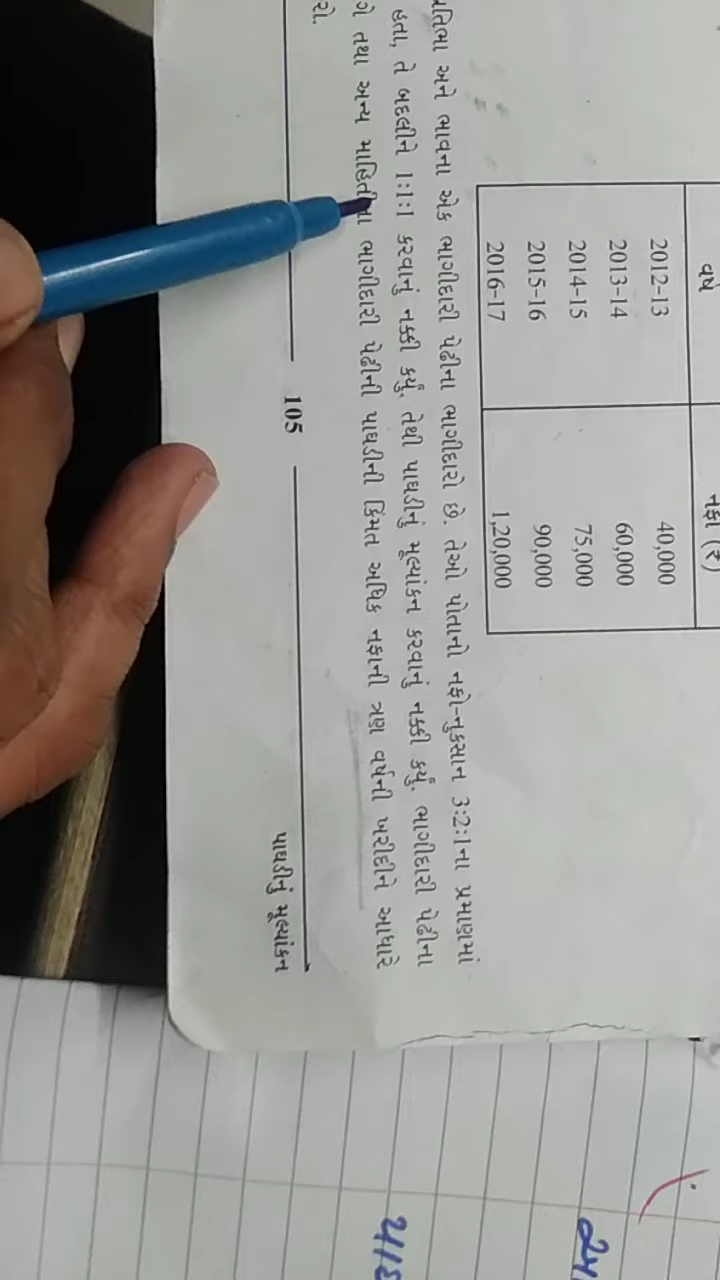 વર્ષ નફો (₹)
2012-13 40,000
2013-14 60,000
2014-15 75,000
2015-16 90,000
2016-17 1,20,000
અને ભાવના એક ભાગીદારી પેઢીના ભાગીદારો છે. તેઓ પોતાનો નફો-નુકસાન 3:2:1ના પ્રમાણમાં
હતા, તે બદલીને 1:1:1 કરવાનું નક્કી કર્યું. તેથી પાઘડીનું મૂલ્યાંકન કરવાનું નક્કી કર્યું. ભાગીદારી પેઢીના
તથા અન્ય ભાગીદારી પેઢીની પાઘડીની કિંમત અધિક નફાની ત્રણ વર્ષની ખરીદીને આધારે
105
પાઘડીનું મૂલ્યાંકન